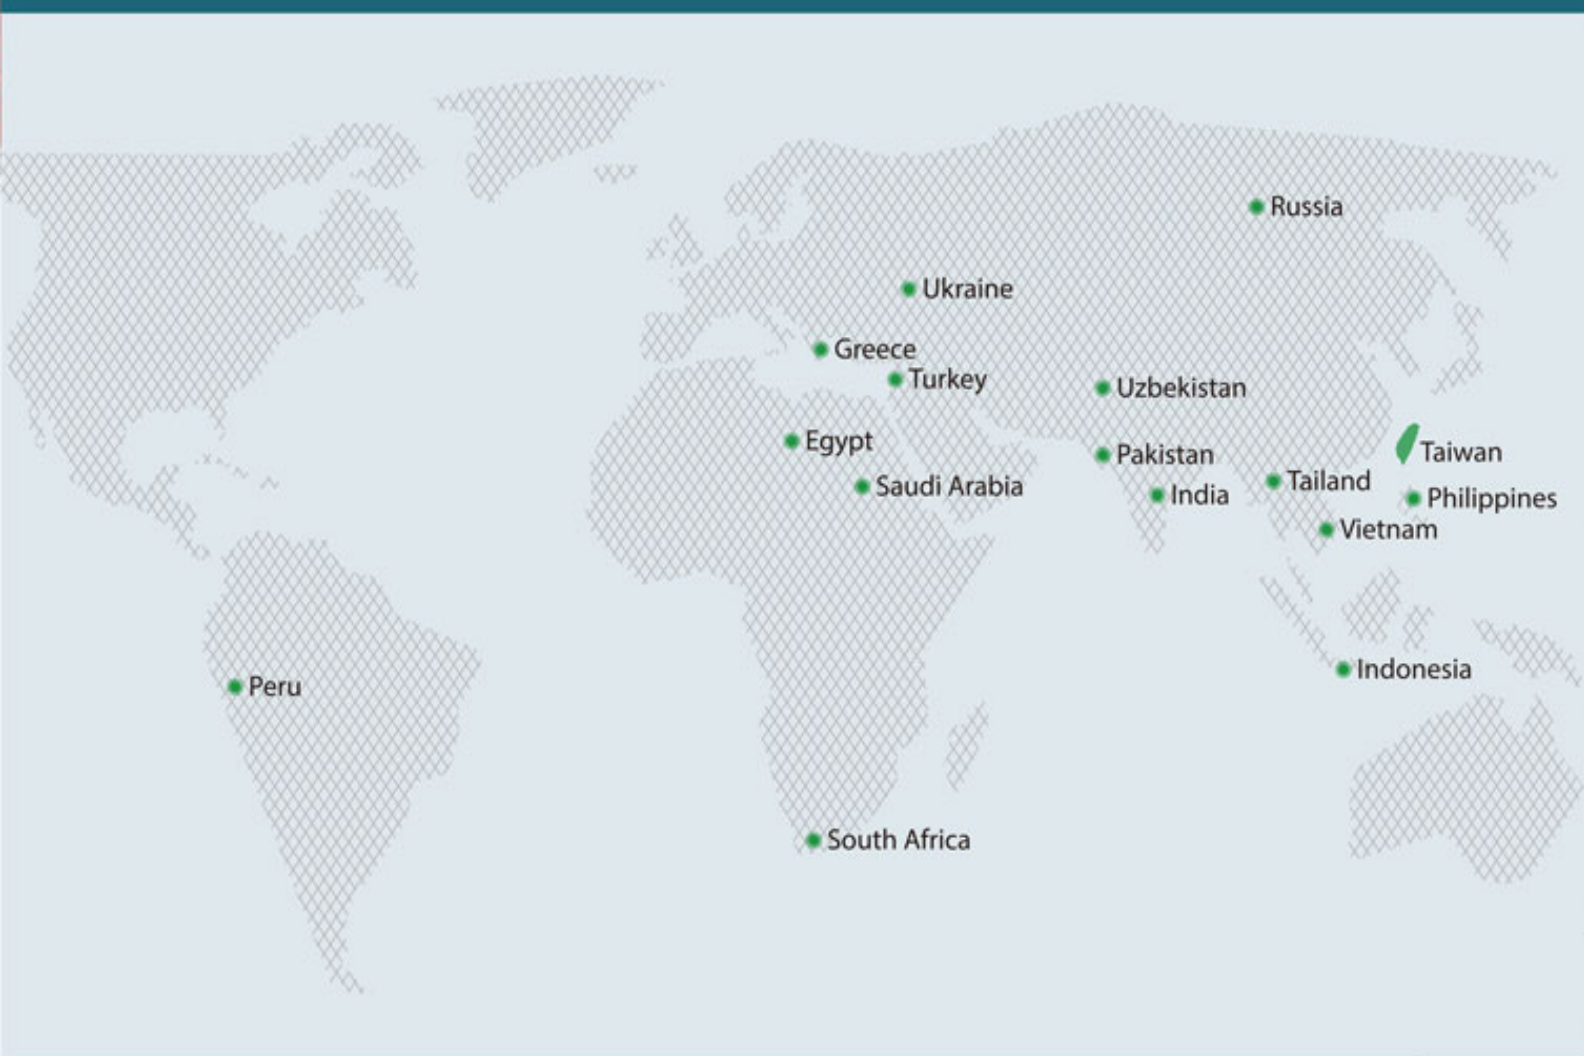 Russia
Ukraine
Greece
Turkey
Uzbekistan
Egypt
Taiwan
Pakistan
Tailand
Saudi Arabia
India
Philippines
Vietnam
Indonesia
Peru
South Africa